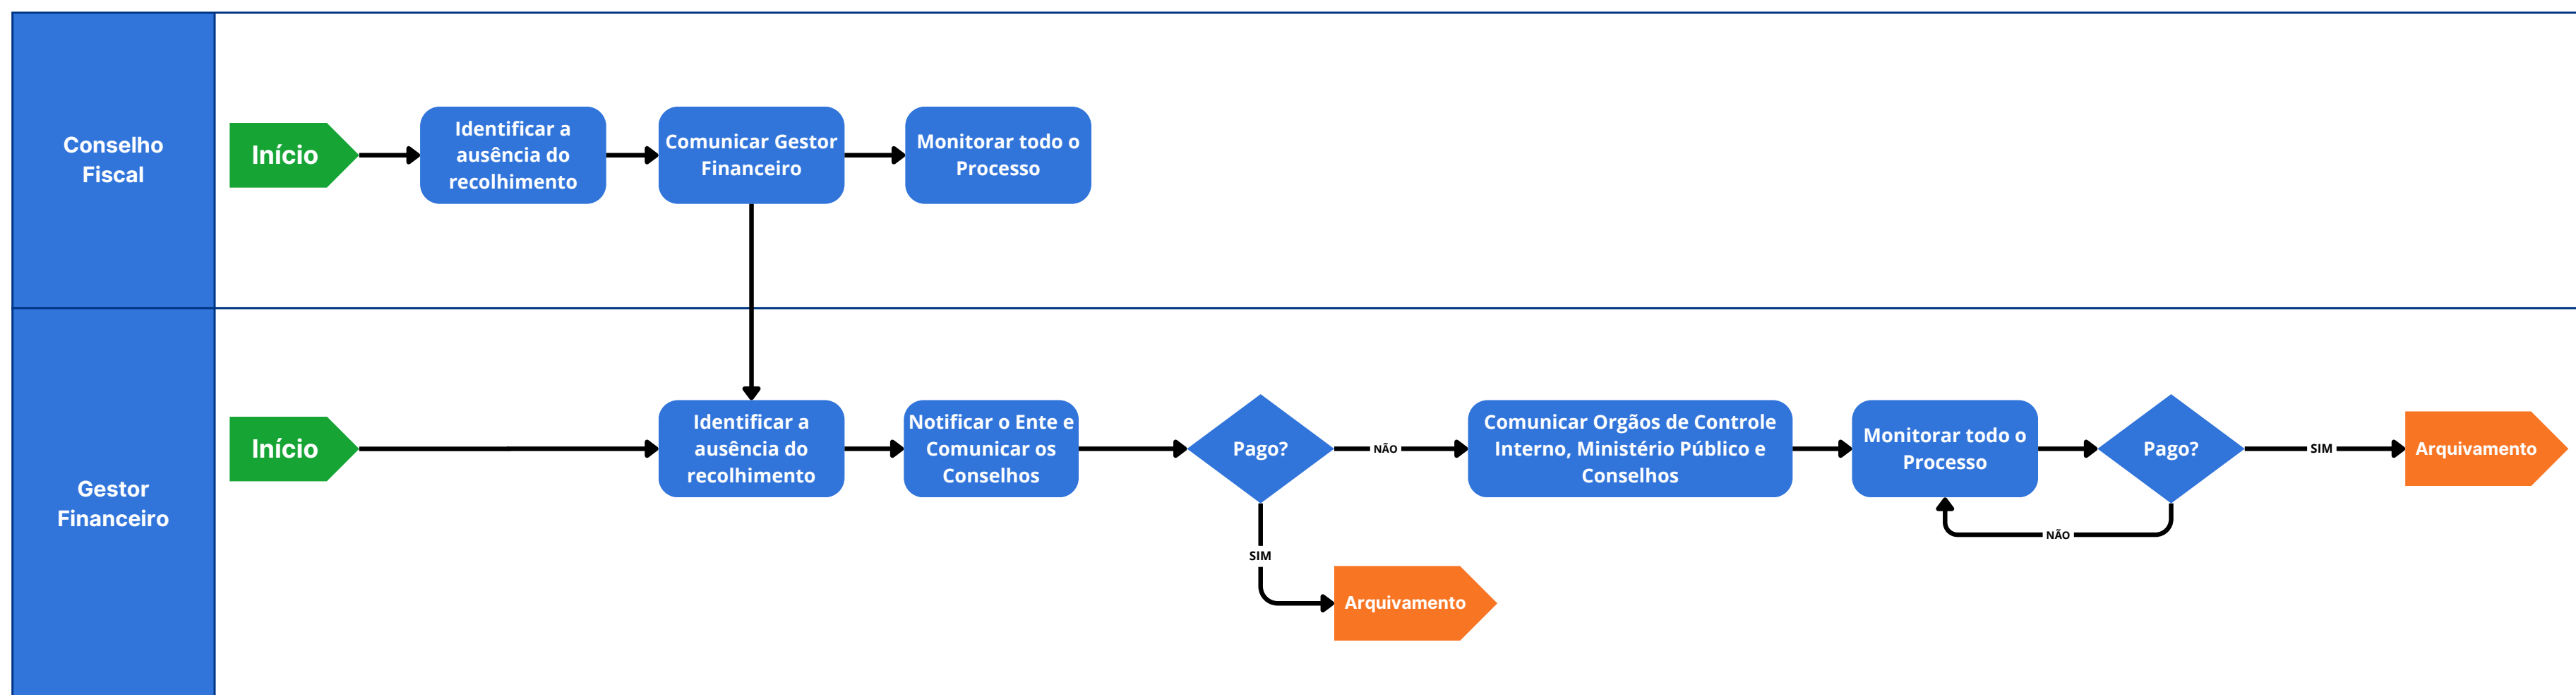 Conselho
Fiscal
Início
Identificar a
ausência do
recolhimento
Comunicar Gestor
Financeiro
Monitorar todo o
Processo
Gestor
Financeiro
Início
Identificar a
ausência do
recolhimento
Notificar o Ente e
Comunicar os
Conselhos
Pago?
NÃO
SIM
Arquivamento
Comunicar Orgãos de Controle
Interno, Ministério Público e
Conselhos
Monitorar todo o
Processo
Pago?
NÃO
SIM
Arquivamento